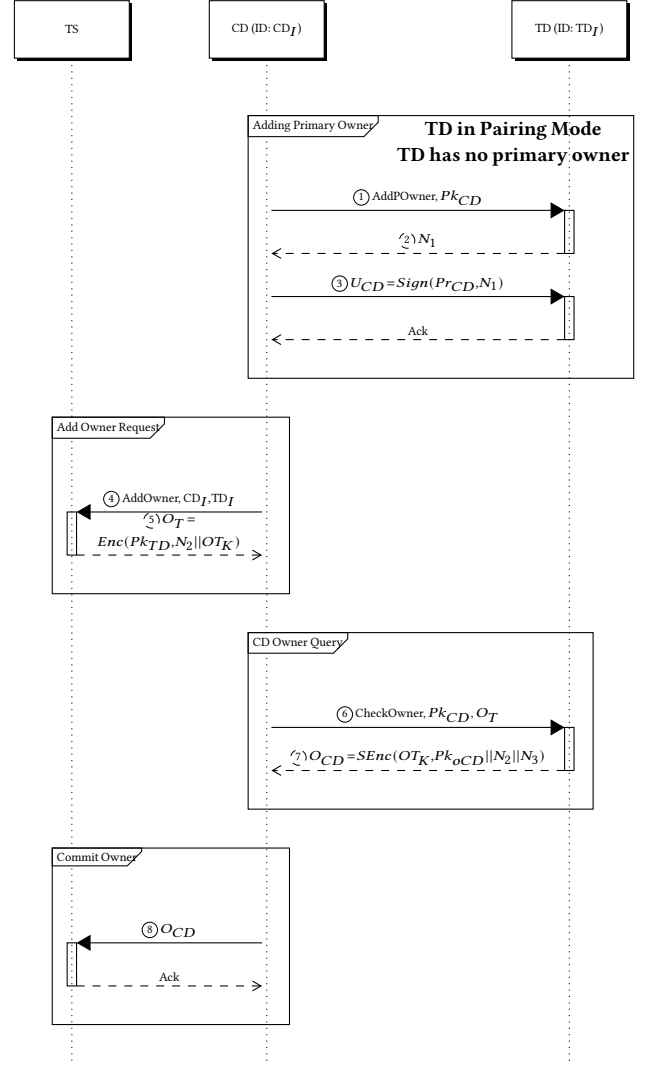 TS
CD (ID: CD_I)
TD (ID: TD_I)
Adding Primary Owner
TD in Pairing Mode
TD has no primary owner
① AddPOwner, Pk_CD
② N_1
③ U_CD=Sign(Pr_CD,N_1)
Ack
Add Owner Request
④ AddOwner, CD_I,TD_I
⑤ O_T =
Enc(Pk_TD,N_2||OT_K)
CD Owner Query
⑥ CheckOwner, Pk_CD, O_T
⑦ O_CD=SEnc(OT_K,Pk_oCD||N_2||N_3)
Commit Owner
⑧ O_CD
Ack